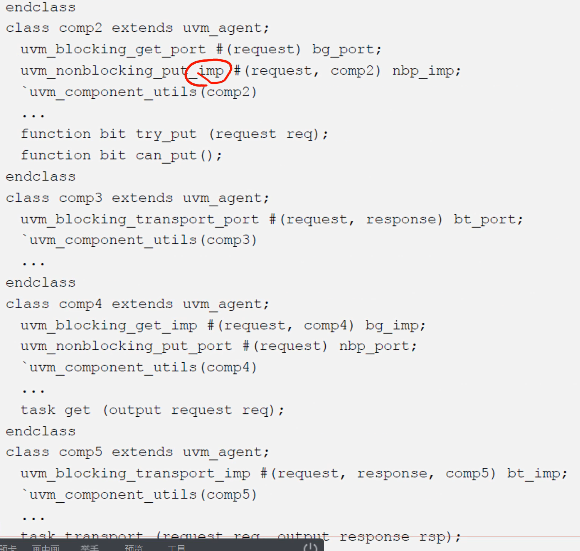 endclass
class comp2 extends uvm_agent;
uvm_blocking_get_port #(request) bg_port;
uvm_nonblocking_put_imp #(request, comp2) nbp_imp;
`uvm_component_utils(comp2)
...
function bit try_put (request req);
function bit can_put();
endclass
class comp3 extends uvm_agent;
uvm_blocking_transport_port #(request, response) bt_port;
`uvm_component_utils(comp3)
...
endclass
class comp4 extends uvm_agent;
uvm_blocking_get_imp #(request, comp4) bg_imp;
uvm_nonblocking_put_port #(request) nbp_port;
`uvm_component_utils(comp4)
...
task get (output request req);
endclass
class comp5 extends uvm_agent;
uvm_blocking_transport_imp #(request, response, comp5) bt_imp;
`uvm_component_utils(comp5)
...
task transport (request req, output response rsp);